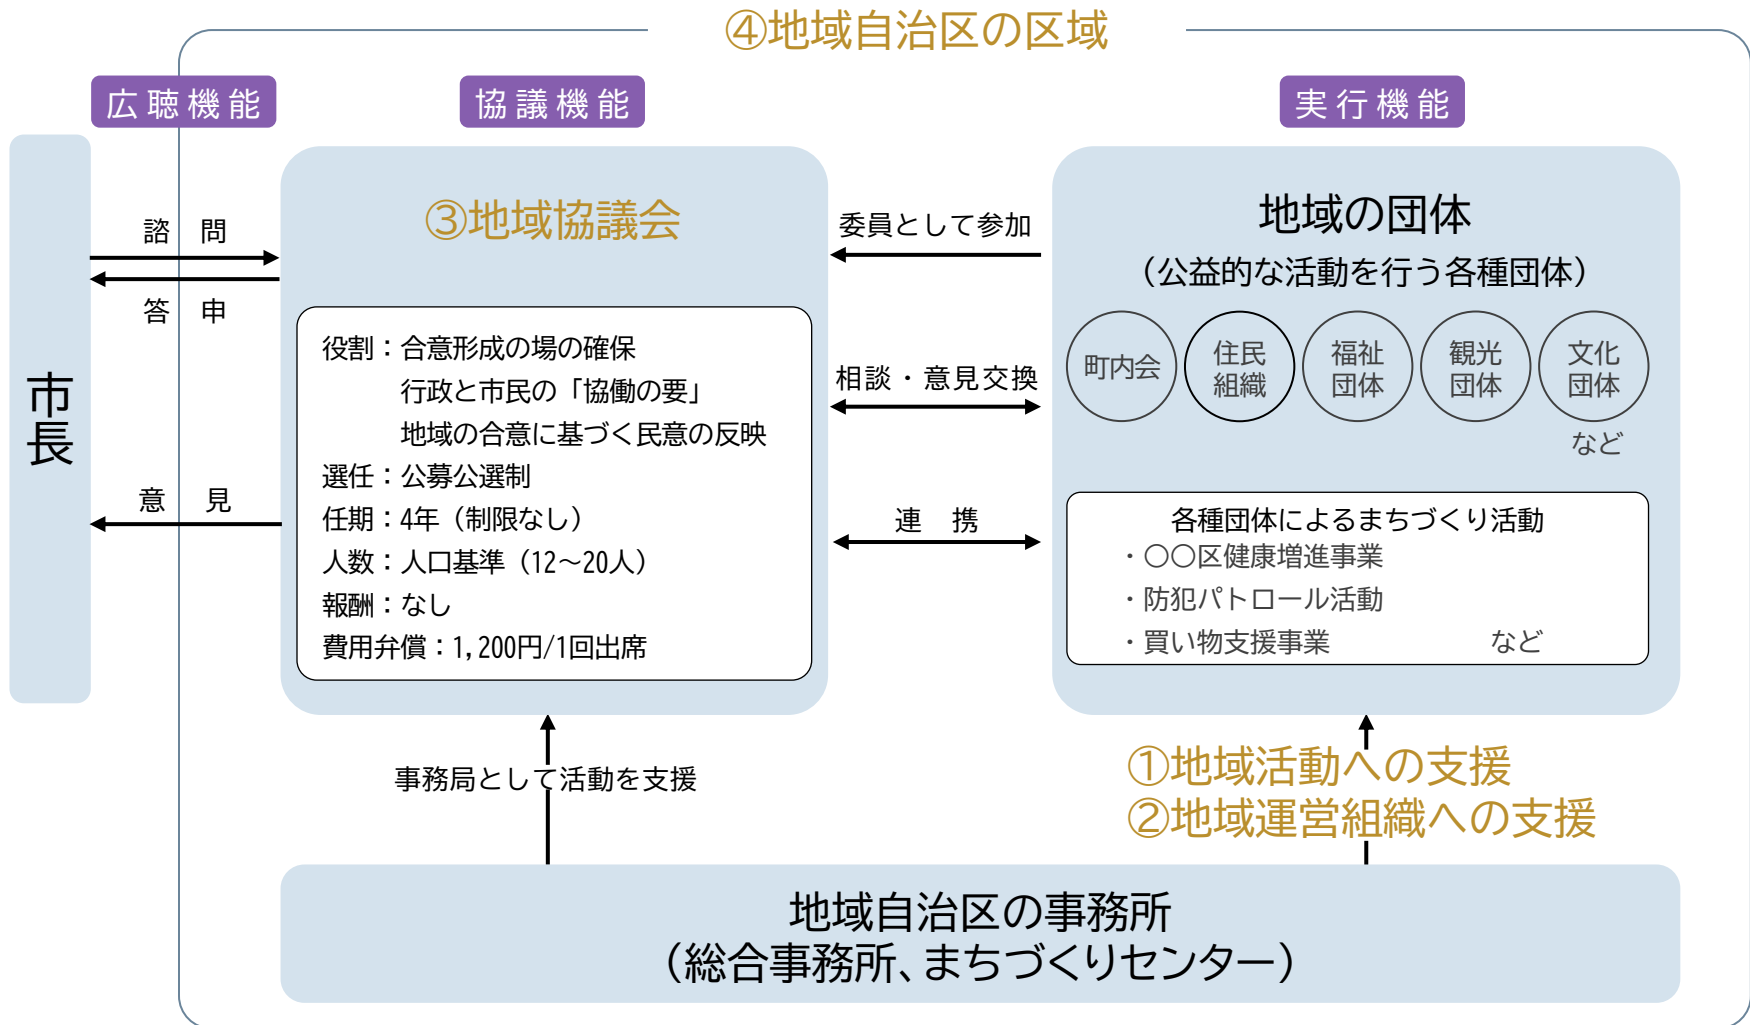 ④地域自治区の区域
広聴機能
協議機能
実行機能
市長
諮　問
答　申
意　見
③地域協議会
役割：合意形成の場の確保
行政と市民の「協働の要」
地域の合意に基づく民意の反映
選任：公募公選制
任期：4年（制限なし）
人数：人口基準（12～20人）
報酬：なし
費用弁償：1,200円/1回出席
委員として参加
相談・意見交換
連　携
地域の団体
（公益的な活動を行う各種団体）
町内会
住民
組織
福祉
団体
観光
団体
文化
団体
など
各種団体によるまちづくり活動
・〇〇区健康増進事業
・防犯パトロール活動
・買い物支援事業　　　　　　など
事務局として活動を支援
①地域活動への支援
②地域運営組織への支援
地域自治区の事務所
（総合事務所、まちづくりセンター）